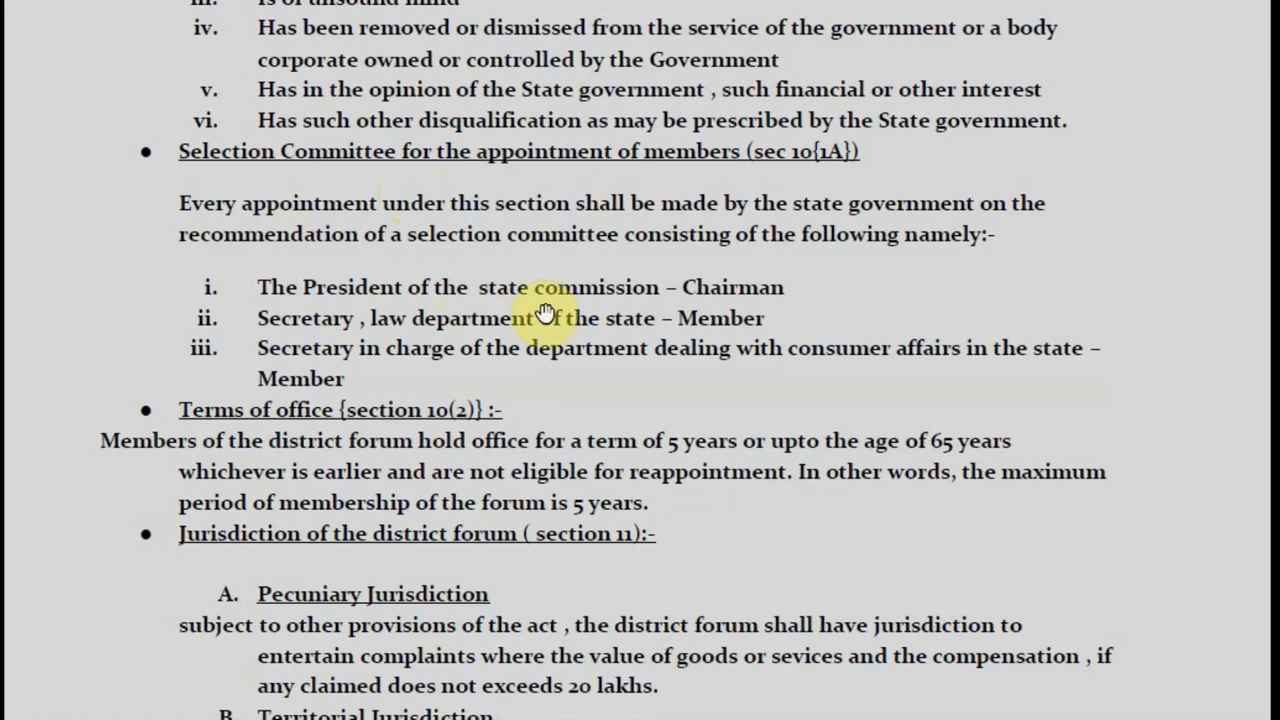 iii. Is of unsound mind
iv. Has been removed or dismissed from the service of the government or a body
corporate owned or controlled by the Government
v. Has in the opinion of the State government , such financial or other interest
vi. Has such other disqualification as may be prescribed by the State government.
● Selection Committee for the appointment of members (sec 10{1A})
Every appointment under this section shall be made by the state government on the
recommendation of a selection committee consisting of the following namely:-
i. The President of the state commission – Chairman
ii. Secretary , law department of the state – Member
iii. Secretary in charge of the department dealing with consumer affairs in the state –
Member
● Terms of office {section 10(2)} :-
Members of the district forum hold office for a term of 5 years or upto the age of 65 years
whichever is earlier and are not eligible for reappointment. In other words, the maximum
period of membership of the forum is 5 years.
● Jurisdiction of the district forum ( section 11):-
A. Pecuniary Jurisdiction
subject to other provisions of the act , the district forum shall have jurisdiction to
entertain complaints where the value of goods or sevices and the compensation , if
any claimed does not exceeds 20 lakhs.
B. Territorial Jurisdiction